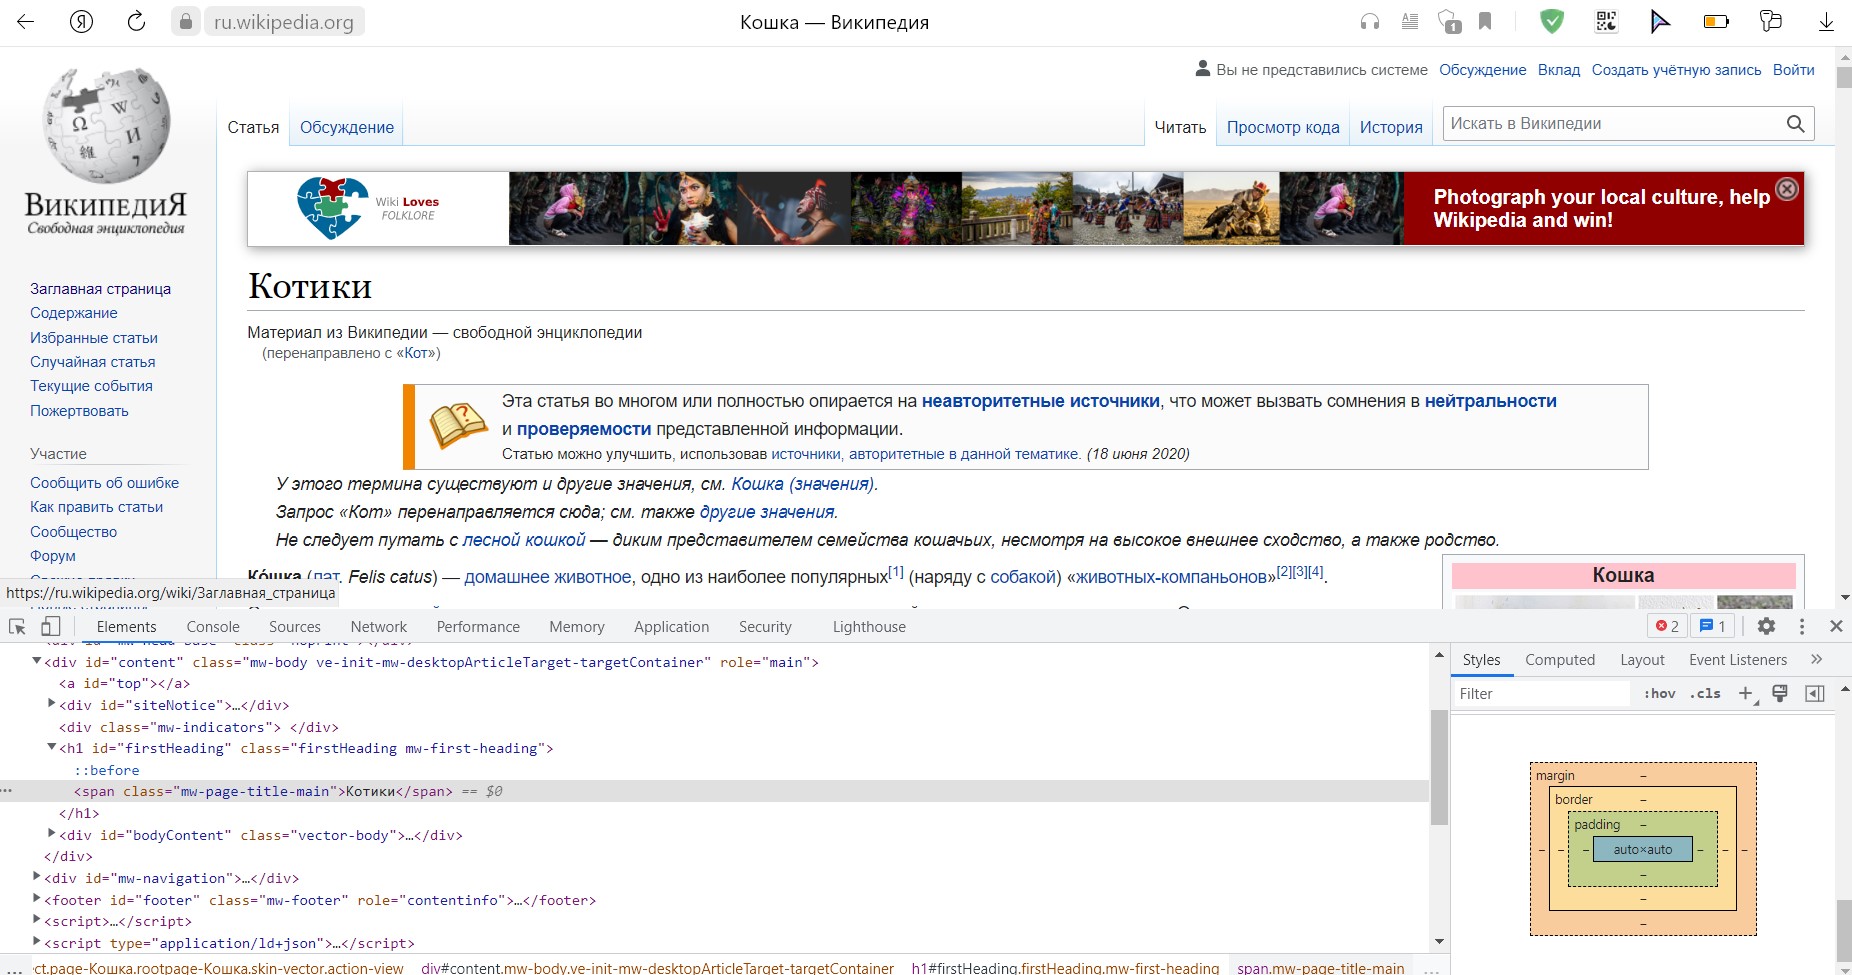 Я
ru.wikipedia.org
Кошка — Википедия
1
Вы не представились системе Обсуждение Вклад Создать учётную запись Войти
Статья Обсуждение Читать Просмотр кода История Искать в Википедии
ВИКИПЕДИЯ
Свободная энциклопедия
Wiki Loves
FOLKLORE
Photograph your local culture, help
Wikipedia and win!
Заглавная страница
Содержание
Избранные статьи
Случайная статья
Текущие события
Пожертвовать
Участие
Сообщить об ошибке
Как править статьи
Сообщество
Форум
https://ru.wikipedia.org/wiki/Заглавная_страница
Котики
Материал из Википедии — свободной энциклопедии
(перенаправлено с «Кот»)
Эта статья во многом или полностью опирается на неавторитетные источники, что может вызвать сомнения в нейтральности
и проверяемости представленной информации.
Статью можно улучшить, использовав источники, авторитетные в данной тематике. (18 июня 2020)
У этого термина существуют и другие значения, см. Кошка (значения).
Запрос «Кот» перенаправляется сюда; см. также другие значения.
Не следует путать с лесной кошкой — диким представителем семейства кошачьих, несмотря на высокое внешнее сходство, а также родство.
Ко́шка (лат. Felis catus) — домашнее животное, одно из наиболее популярных[1] (наряду с собакой) «животных-компаньонов»[2][3][4].
Кошка
Elements Console Sources Network Performance Memory Application Security Lighthouse 2 1
<div id="content" class="mw-body ve-init-mw-desktopArticleTarget-targetContainer" role="main">
<a id="top"></a>
<div id="siteNotice">…</div>
<div class="mw-indicators"> </div>
<h1 id="firstHeading" class="firstHeading mw-first-heading">
::before
<span class="mw-page-title-main">Котики</span> == $0
</h1>
<div id="bodyContent" class="vector-body">…</div>
</div>
<div id="mw-navigation">…</div>
<footer id="footer" class="mw-footer" role="contentinfo">…</footer>
<script>…</script>
<script type="application/ld+json">…</script>
... ct.page-Кошка.rootpage-Кошка.skin-vector.action-view div#content.mw-body.ve-init-mw-desktopArticleTarget-targetContainer h1#firstHeading.firstHeading.mw-first-heading span.mw-page-title-main ...
Styles Computed Layout Event Listeners »
Filter :hov .cls +
margin –
border –
padding –
– – – auto×auto – – –
–
–
–